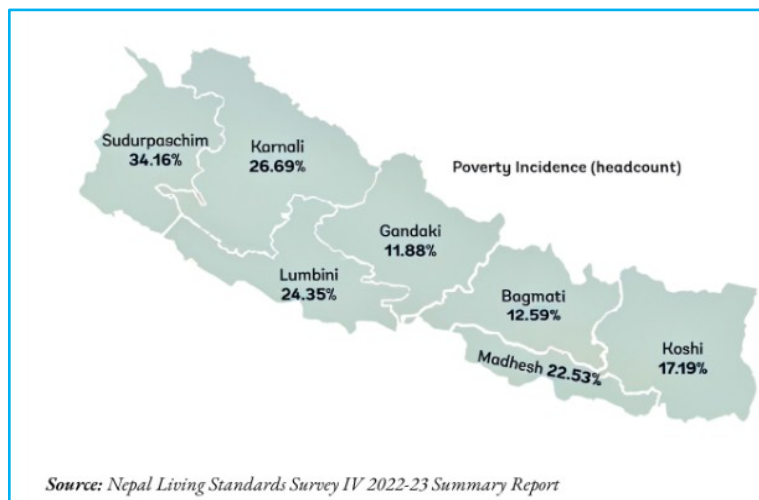 Sudurpaschim
34.16%
Karnali
26.69%
Poverty Incidence (headcount)
Gandaki
11.88%
Lumbini
24.35%
Bagmati
12.59%
Madhesh 22.53%
Koshi
17.19%
Source: Nepal Living Standards Survey IV 2022-23 Summary Report